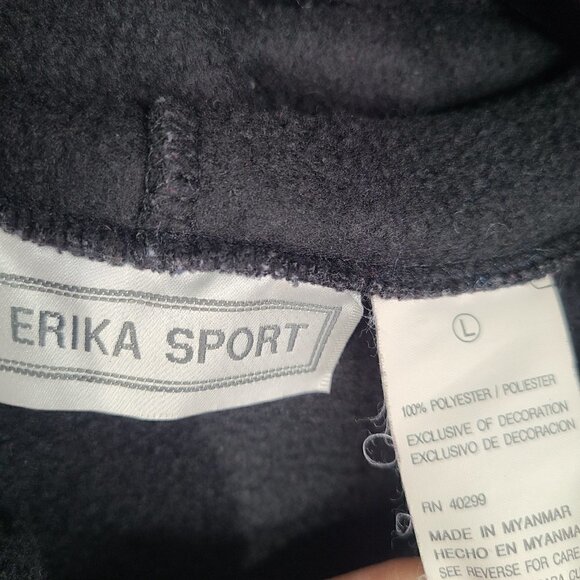 ERIKA SPORT
L
100% POLYESTER / POLIESTER
EXCLUSIVE OF DECORATION
EXCLUSIVO DE DECORACION
RN 40299
MADE IN MYANMAR
HECHO EN MYANMA
SEE REVERSE FOR CARE